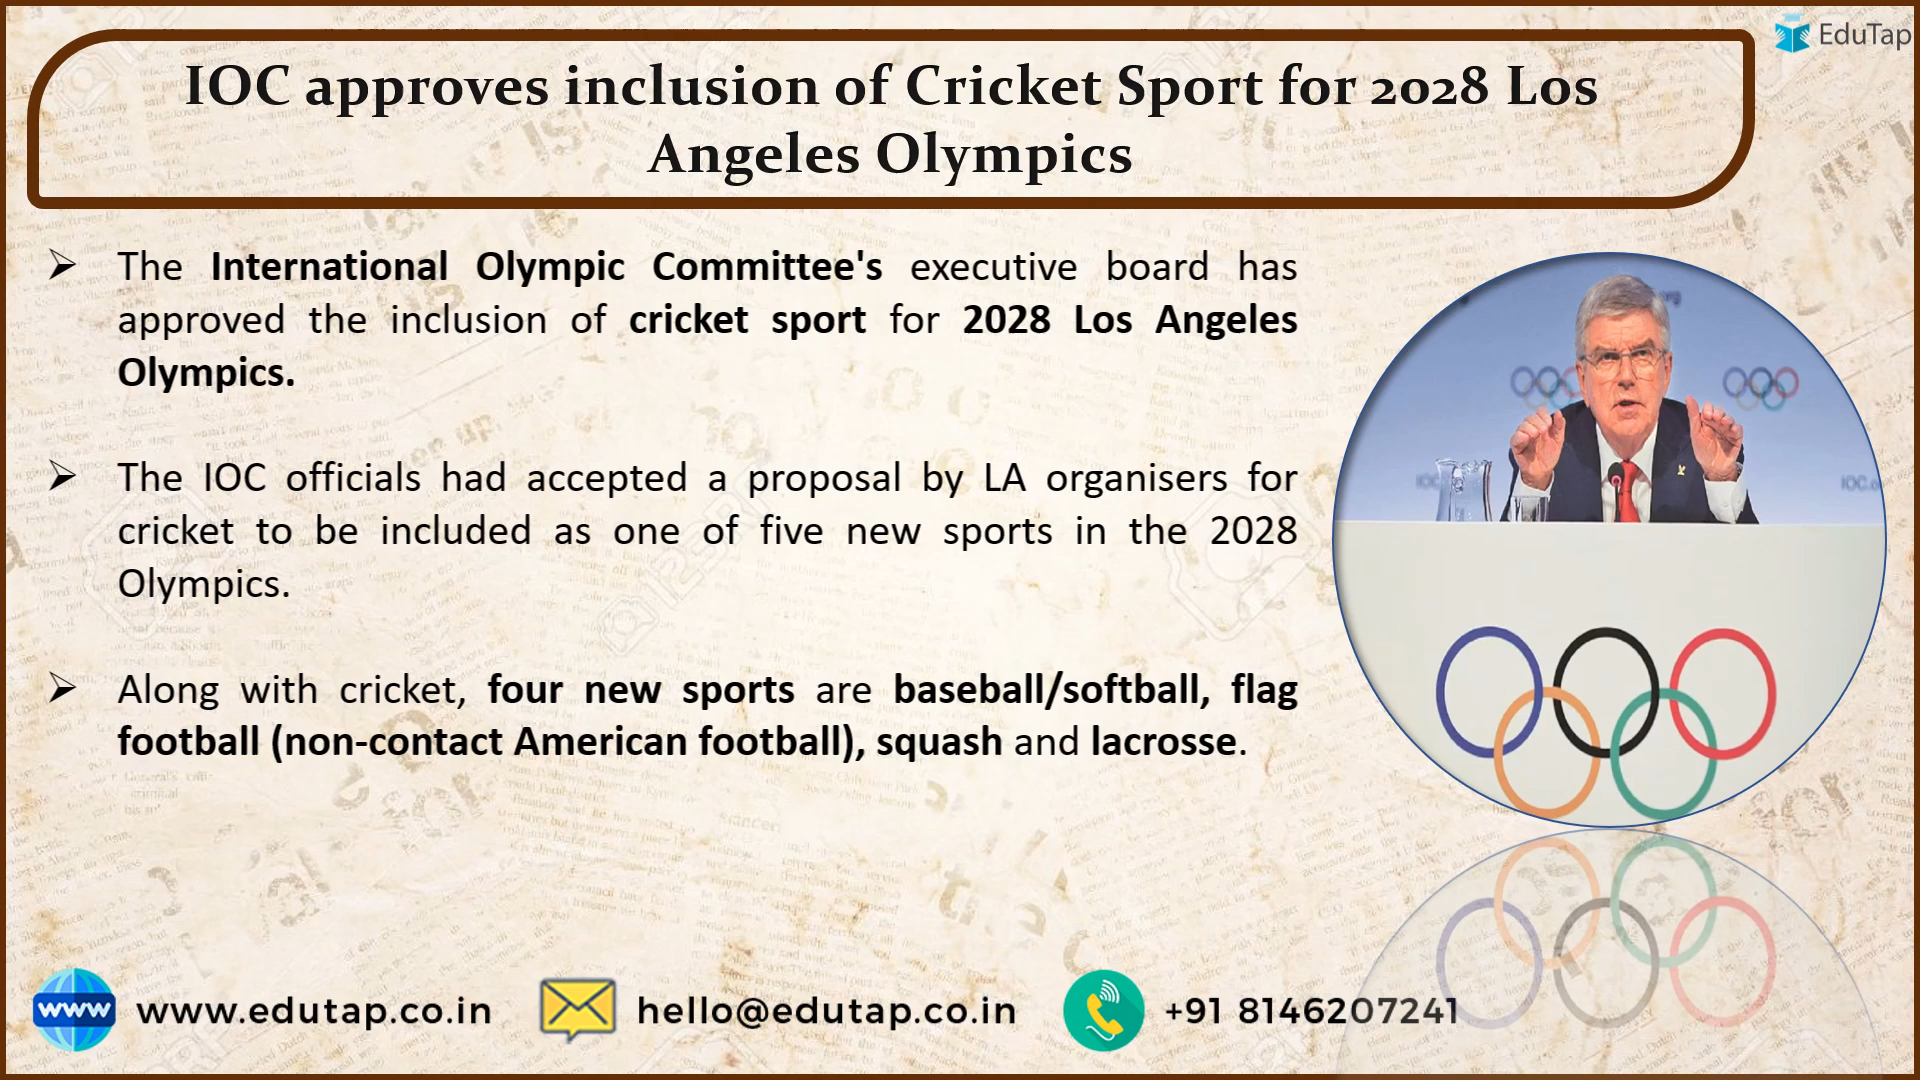 EduTap
IOC approves inclusion of Cricket Sport for 2028 Los
Angeles Olympics
➢ The International Olympic Committee's executive board has
approved the inclusion of cricket sport for 2028 Los Angeles
Olympics.
➢ The IOC officials had accepted a proposal by LA organisers for
cricket to be included as one of five new sports in the 2028
Olympics.
➢ Along with cricket, four new sports are baseball/softball, flag
football (non-contact American football), squash and lacrosse.
www www.edutap.co.in hello@edutap.co.in +91 8146207241